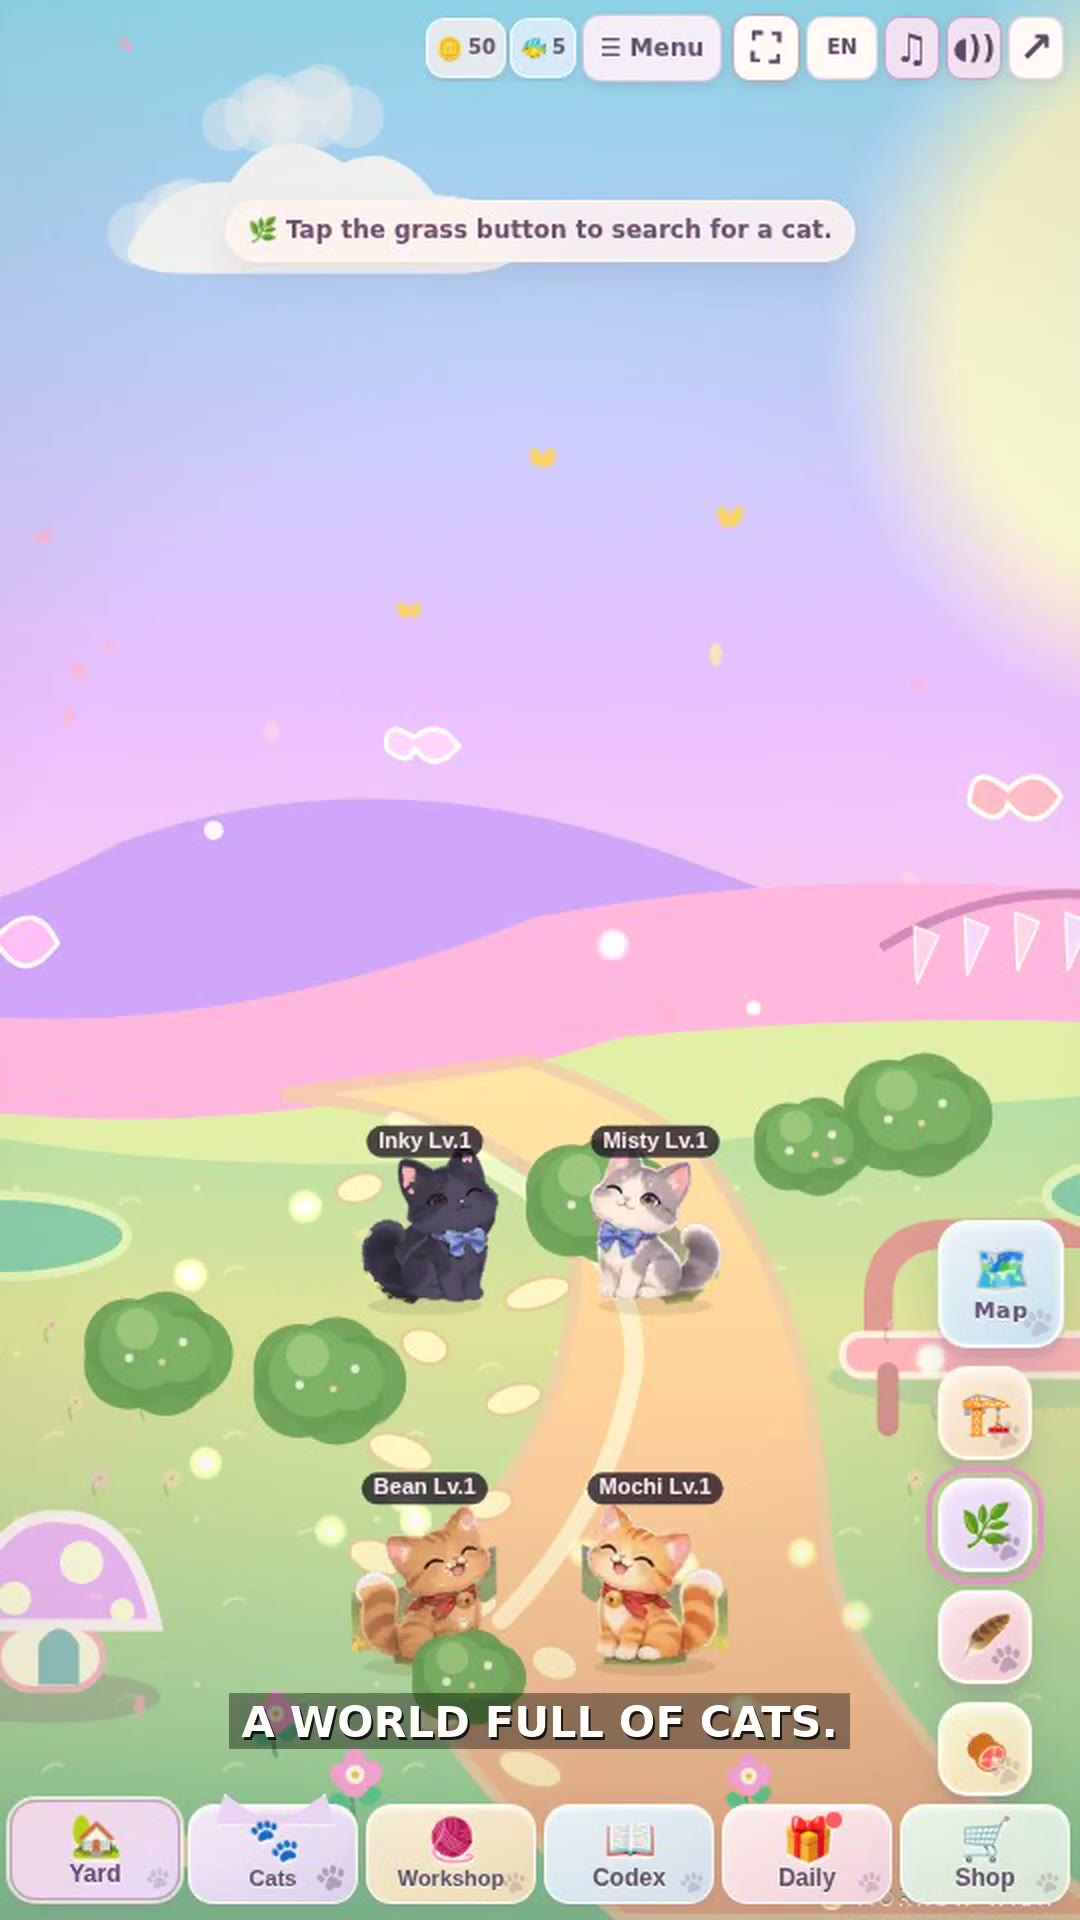 50
5
☰ Menu
EN
Tap the grass button to search for a cat.
Inky Lv.1
Misty Lv.1
Map
Bean Lv.1
Mochi Lv.1
A WORLD FULL OF CATS.
Yard
Cats
Workshop
Codex
Daily
Shop